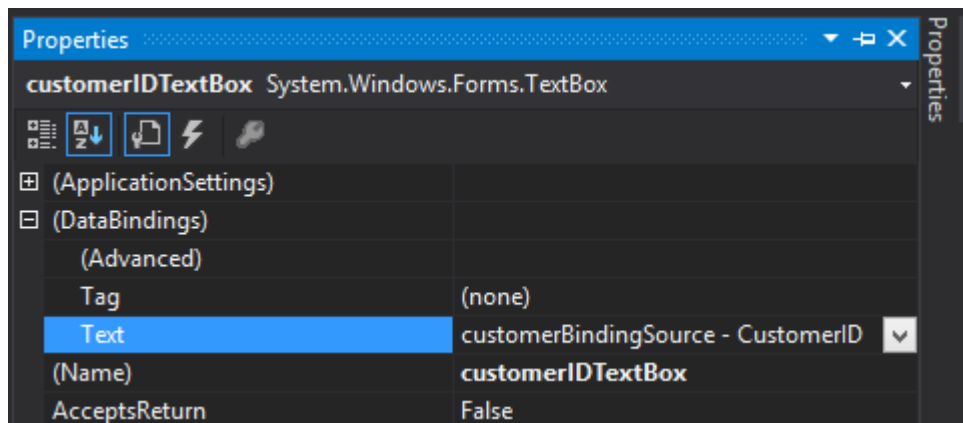 Properties
customerIDTextBox System.Windows.Forms.TextBox
A
Z
(ApplicationSettings)
(DataBindings)
(Advanced)
Tag (none)
Text customerBindingSource - CustomerID
(Name) customerIDTextBox
AcceptsReturn False
Properties